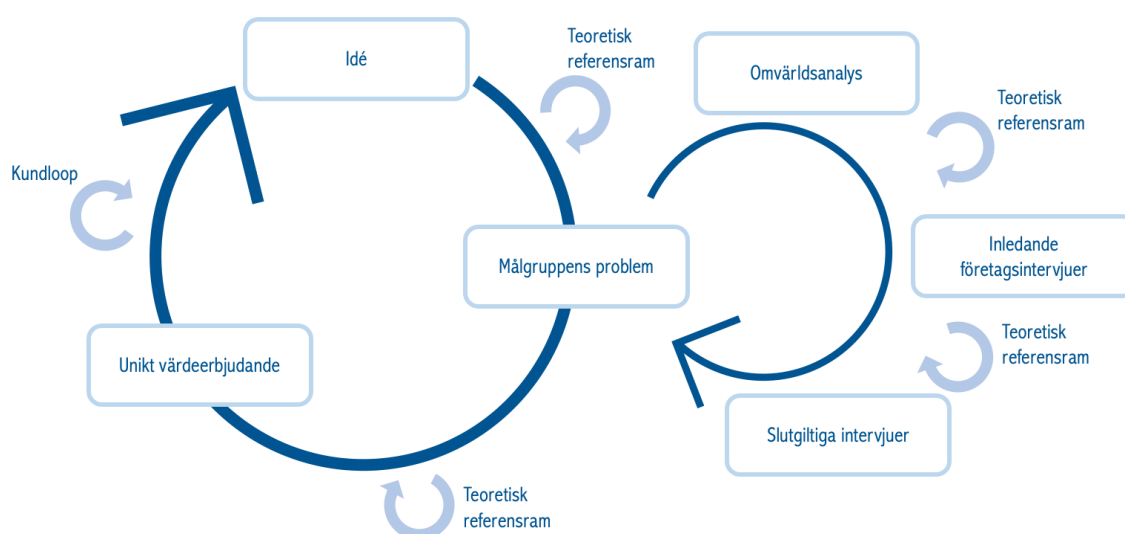 Idé
Teoretisk
referensram
Omvärldsanalys
Teoretisk
referensram
Kundloop
Målgruppens problem
Inledande
företagsintervjuer
Unikt värdeerbjudande
Teoretisk
referensram
Slutgiltiga intervjuer
Teoretisk
referensram